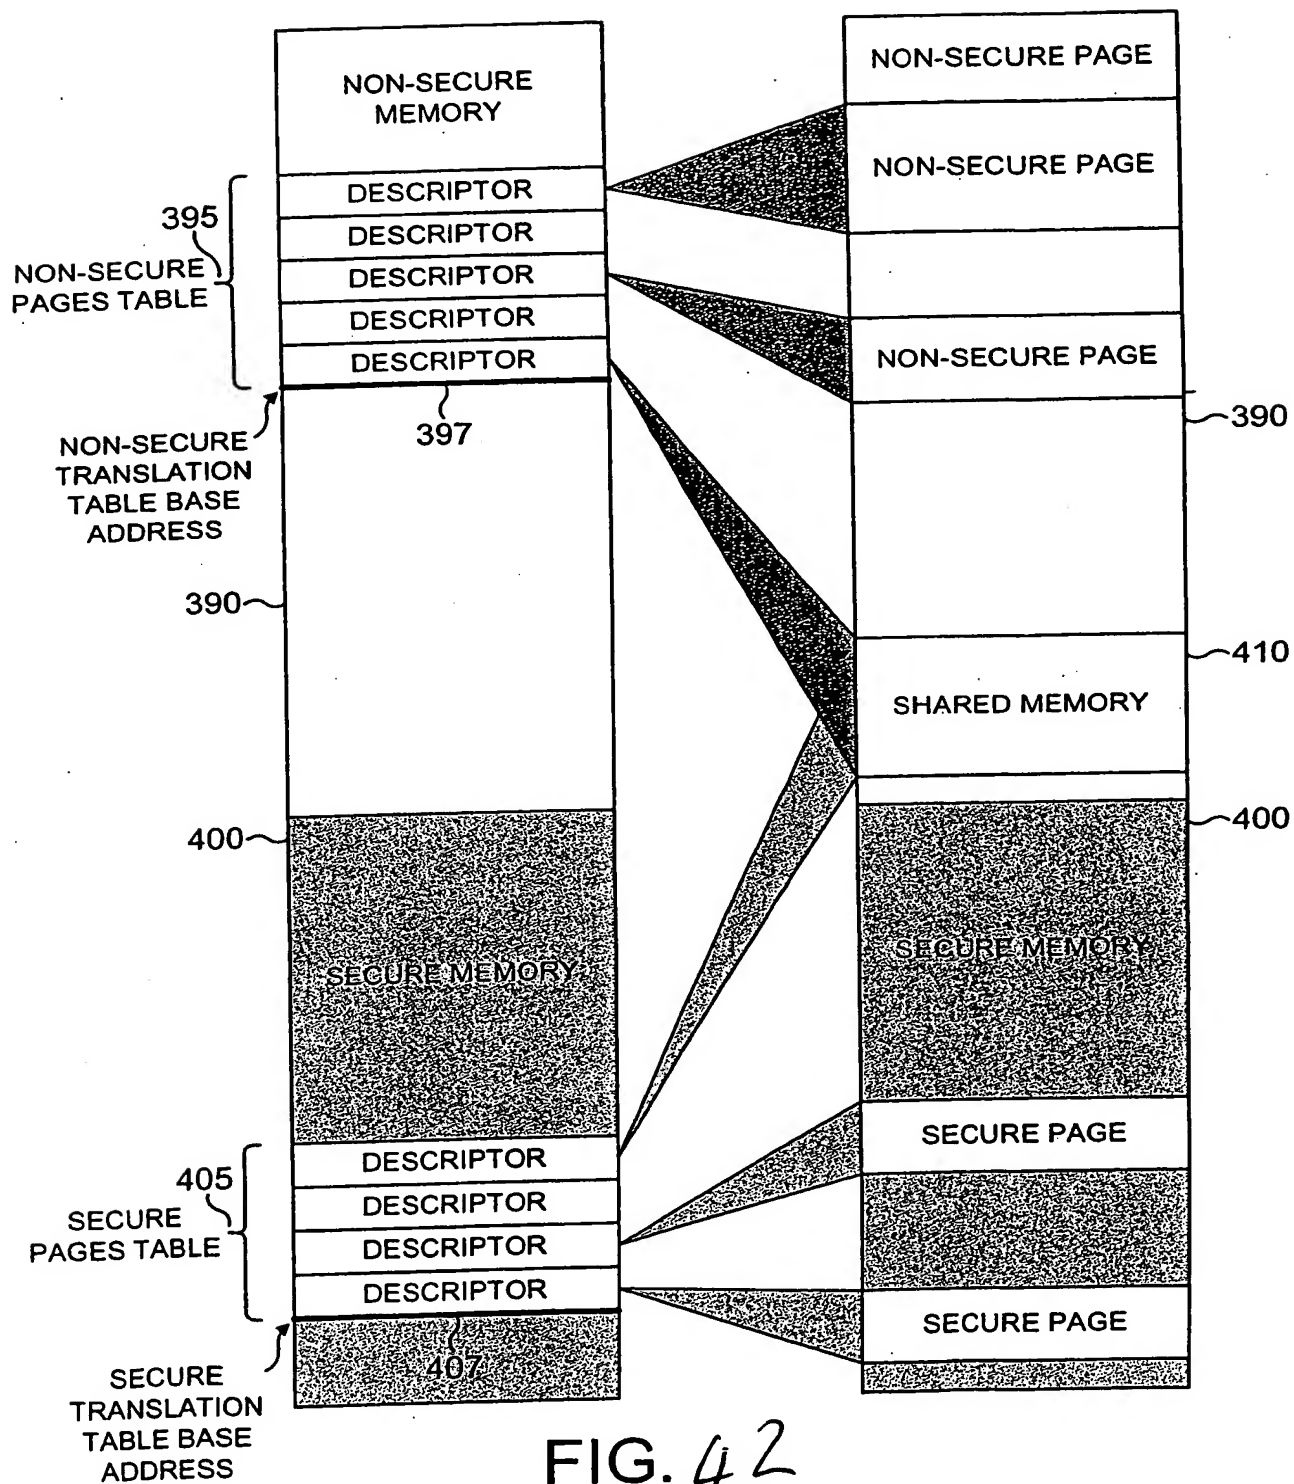 NON-SECURE
MEMORY
DESCRIPTOR
DESCRIPTOR
DESCRIPTOR
DESCRIPTOR
DESCRIPTOR
395
NON-SECURE
PAGES TABLE
397
NON-SECURE
TRANSLATION
TABLE BASE
ADDRESS
390
400
SECURE MEMORY
DESCRIPTOR
DESCRIPTOR
DESCRIPTOR
DESCRIPTOR
405
SECURE
PAGES TABLE
407
SECURE
TRANSLATION
TABLE BASE
ADDRESS
NON-SECURE PAGE
NON-SECURE PAGE
NON-SECURE PAGE
390
410
SHARED MEMORY
400
SECURE MEMORY
SECURE PAGE
SECURE PAGE
FIG. 42